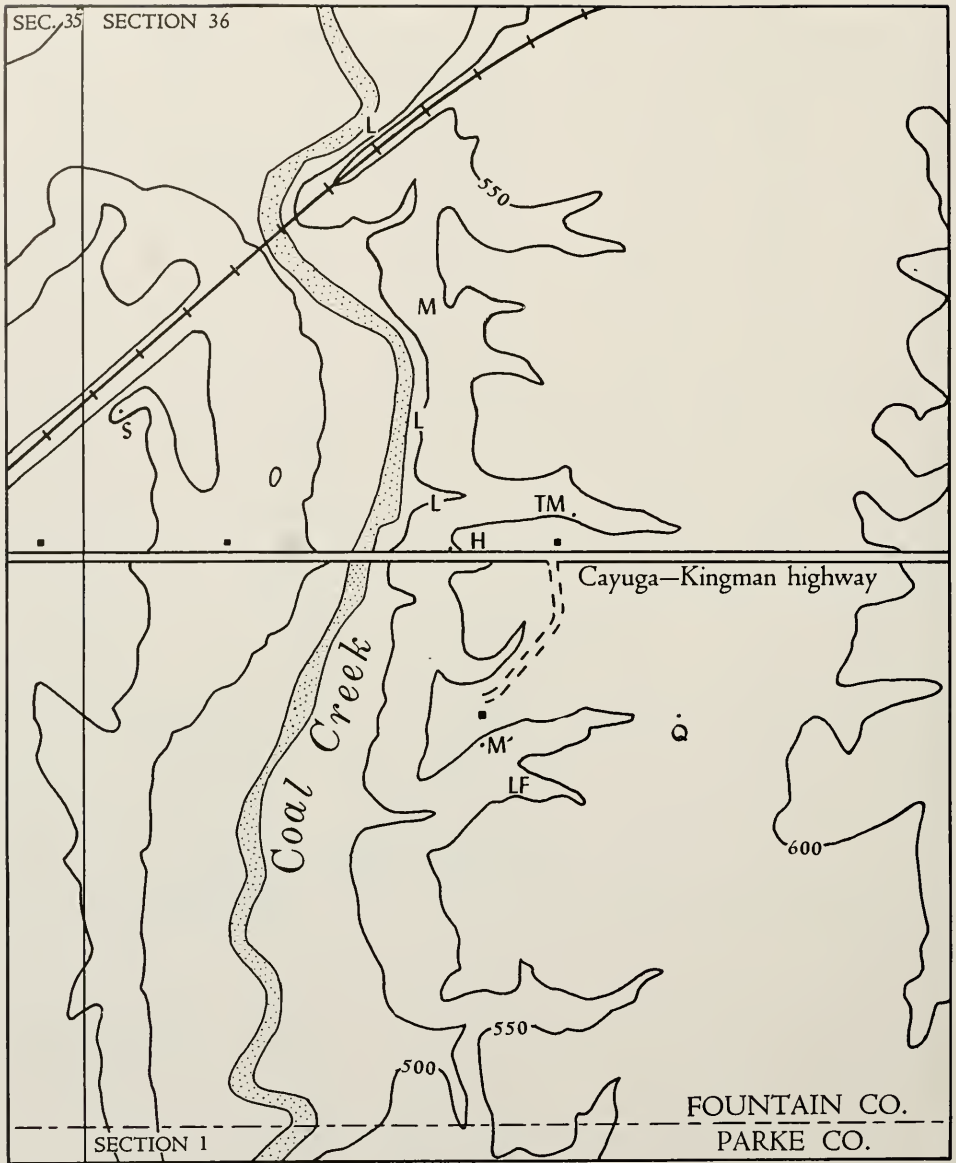 SEC. 35 SECTION 36
L
550
M
L
S
L
TM.
H
Cayuga–Kingman highway
Coal Creek
Q
M
LF
600
550
500
FOUNTAIN CO.
SECTION 1
PARKE CO.